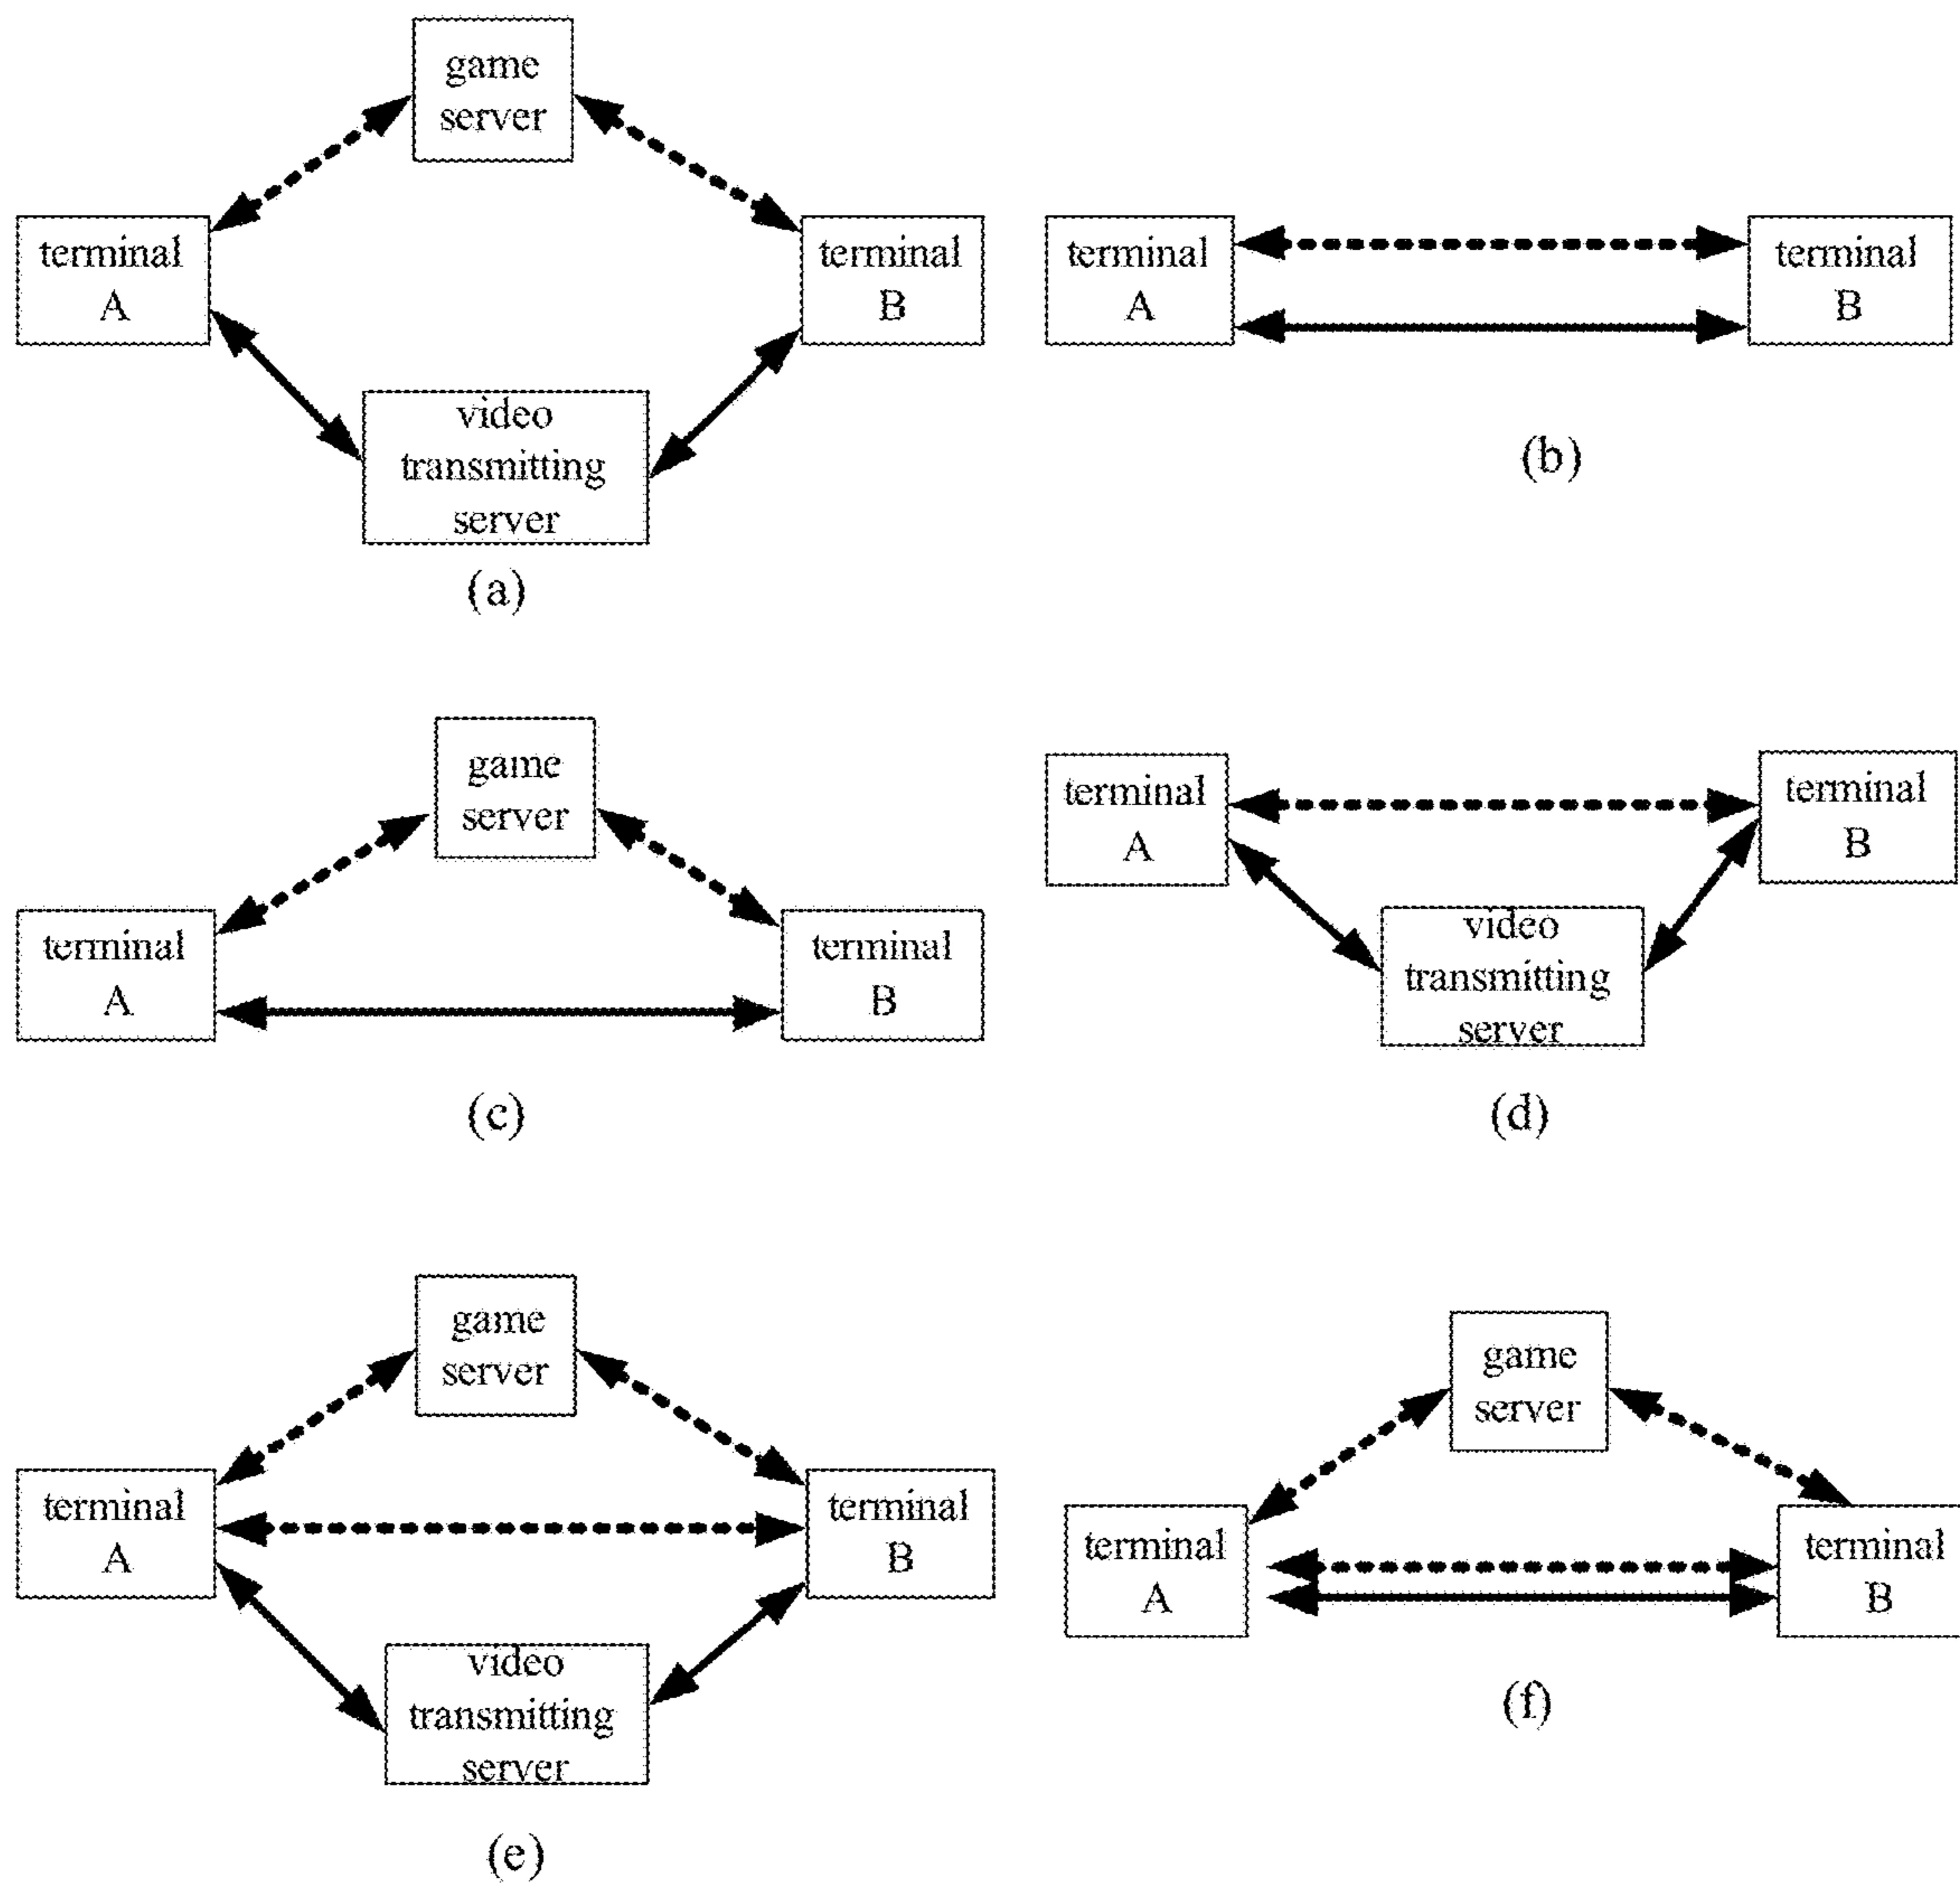 game
server
terminal
A
terminal
B
video
transmitting
server
(a)
terminal
A
terminal
B
(b)
game
server
terminal
A
terminal
B
(c)
terminal
A
terminal
B
video
transmitting
server
(d)
game
server
terminal
A
terminal
B
video
transmitting
server
(e)
game
server
terminal
A
terminal
B
(f)